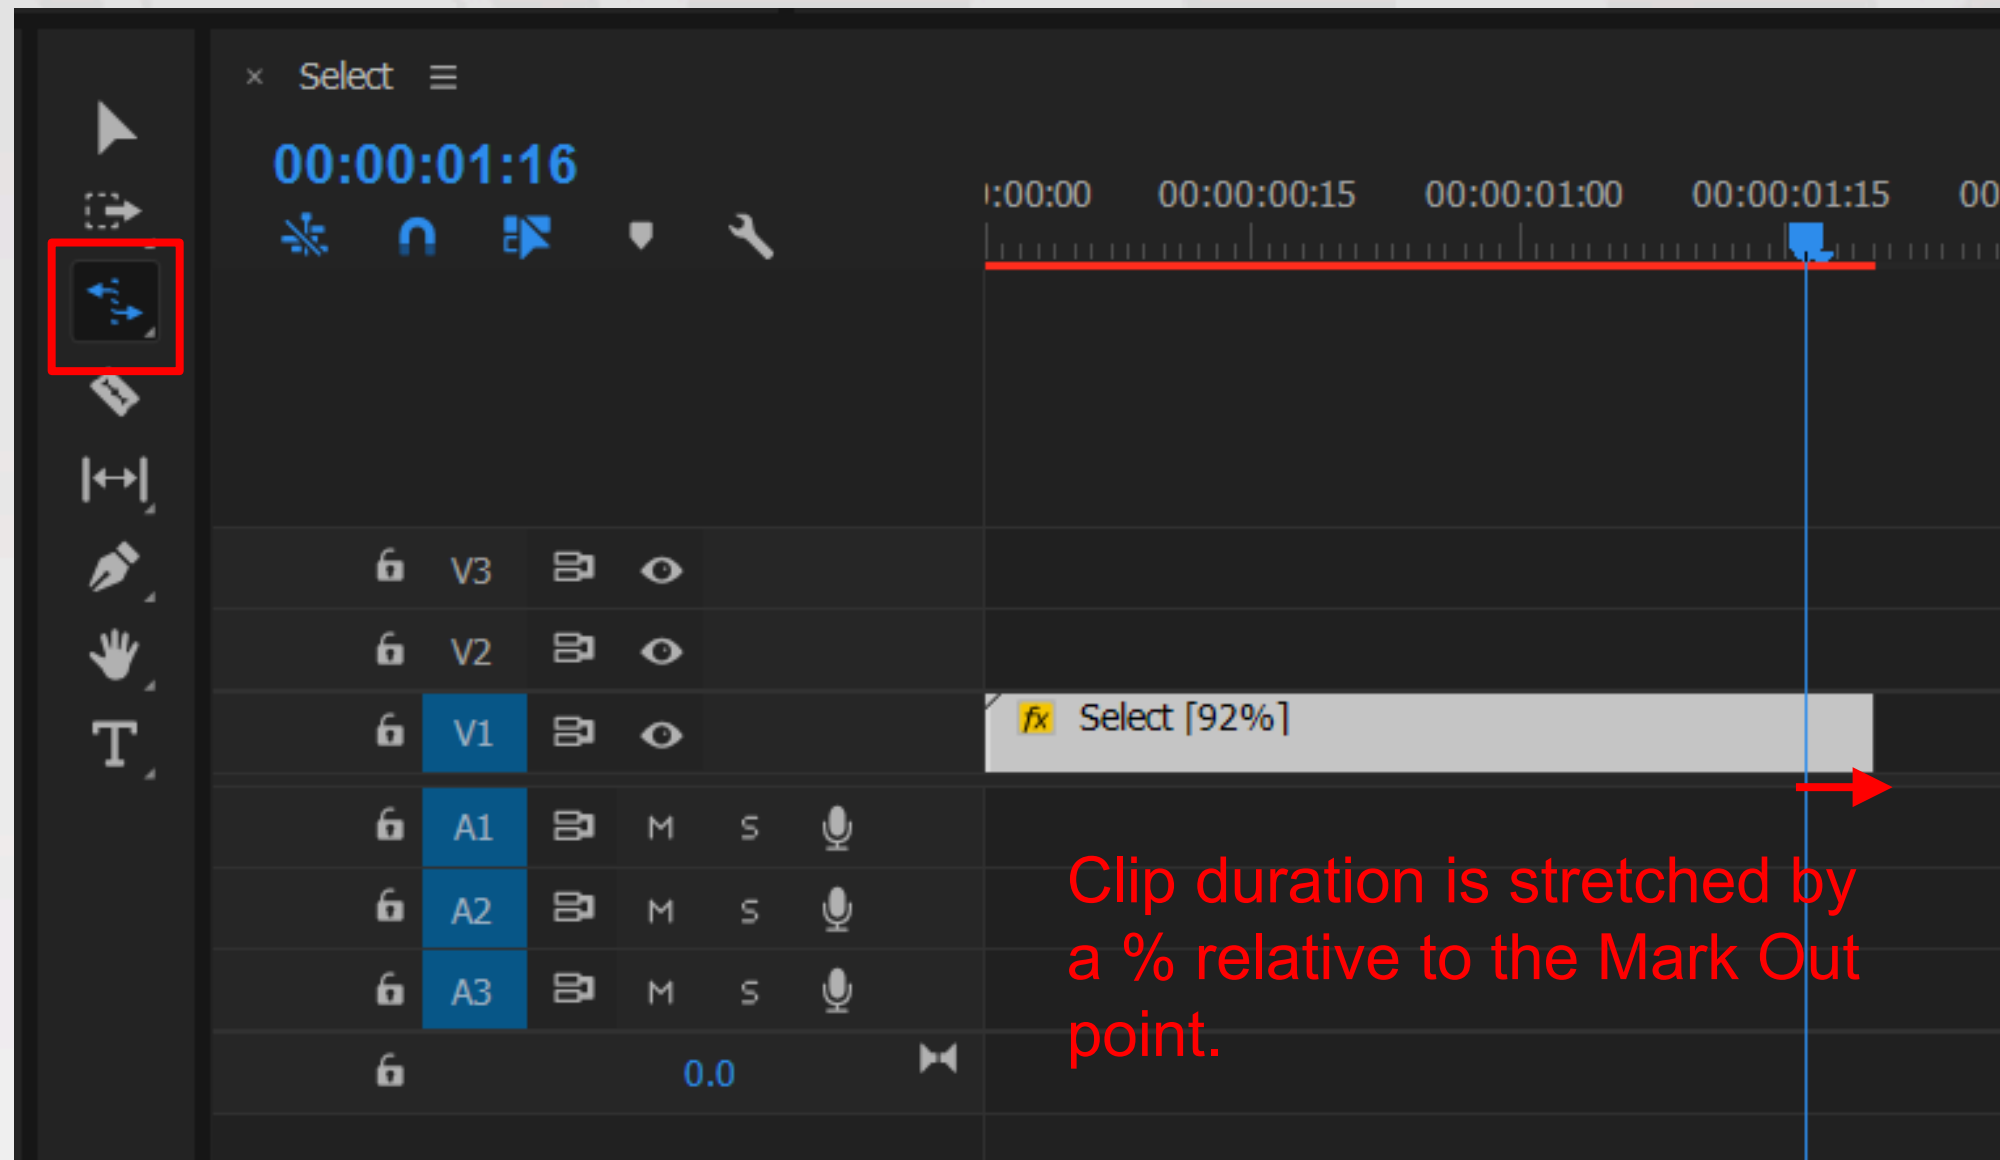 × Select
00:00:01:16
:00:00 00:00:00:15 00:00:01:00 00:00:01:15 00
V3
V2
V1
fx Select [92%]
A1 M S
A2 M S
A3 M S
0.0
Clip duration is stretched by
a % relative to the Mark Out
point.